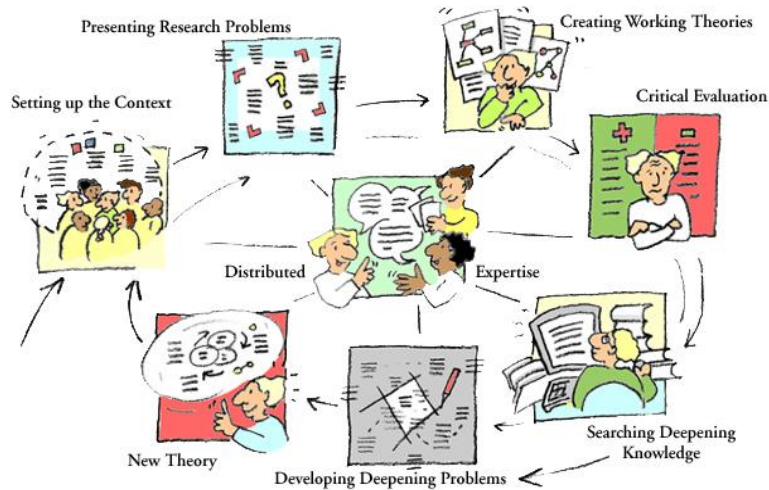 Presenting Research Problems
Creating Working Theories
Setting up the Context
Critical Evaluation
Distributed Expertise
New Theory
Searching Deepening
Knowledge
Developing Deepening Problems